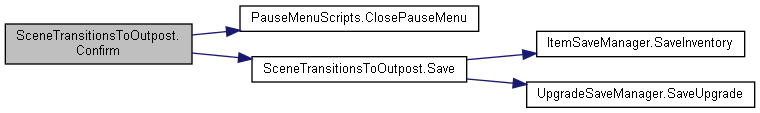 SceneTransitionsToOutpost.
Confirm
PauseMenuScripts.ClosePauseMenu
SceneTransitionsToOutpost.Save
ItemSaveManager.SaveInventory
UpgradeSaveManager.SaveUpgrade